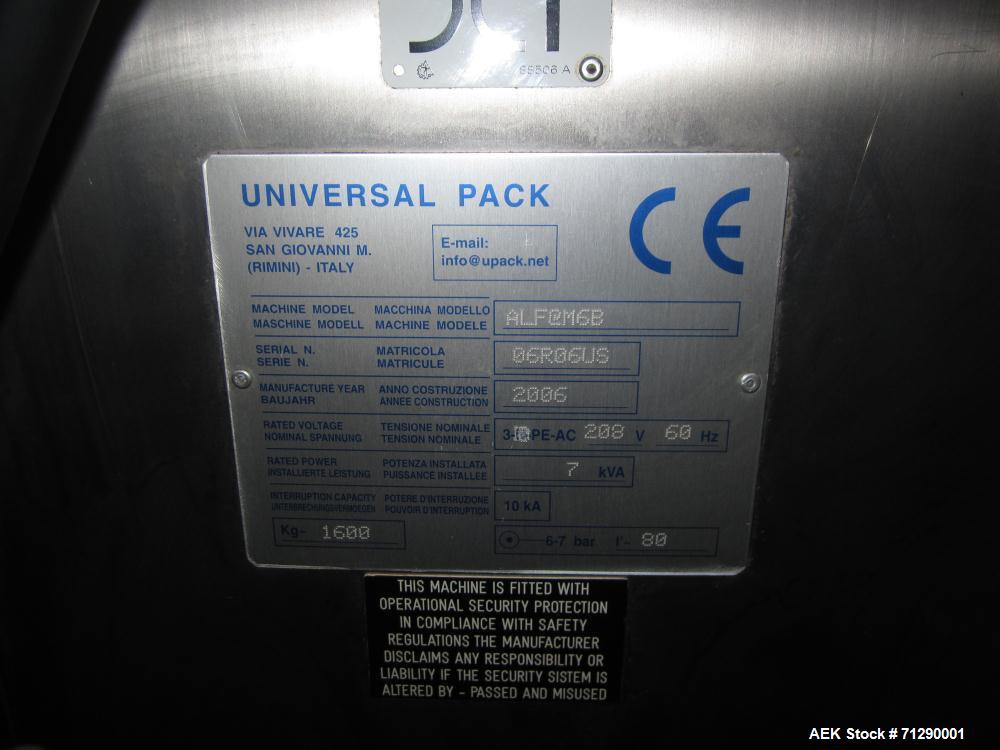 98506 A
UNIVERSAL PACK
CE
VIA VIVARE 425
SAN GIOVANNI M.
(RIMINI) - ITALY
E-mail:
info@upack.net
MACHINE MODEL MACCHINA MODELLO
MASCHINE MODELL MACHINE MODELE
ALF@M6B
SERIAL N. MATRICOLA
SERIE N. MATRICULE
06R06US
MANUFACTURE YEAR ANNO COSTRUZIONE
BAUJAHR ANNEE CONSTRUCTION
2006
RATED VOLTAGE TENSIONE NOMINALE
NOMINAL SPANNUNG TENSION NOMINALE
PE-AC 208 V 60 Hz
RATED POWER POTENZA INSTALLATA
INSTALLIERTE LEISTUNG PUISSANCE INSTALLEE
7 kVA
INTERRUPTION CAPACITY POTERE D'INTERRUZIONE
UNTERBRECHUNGSVERMOEGEN POUVOIR D'INTERRUPTION
10 kA
Kg- 1600
6-7 bar l'- 80
THIS MACHINE IS FITTED WITH
OPERATIONAL SECURITY PROTECTION
IN COMPLIANCE WITH SAFETY
REGULATIONS THE MANUFACTURER
DISCLAIMS ANY RESPONSIBILITY OR
LIABILITY IF THE SECURITY SISTEM IS
ALTERED BY - PASSED AND MISUSED
AEK Stock # 71290001